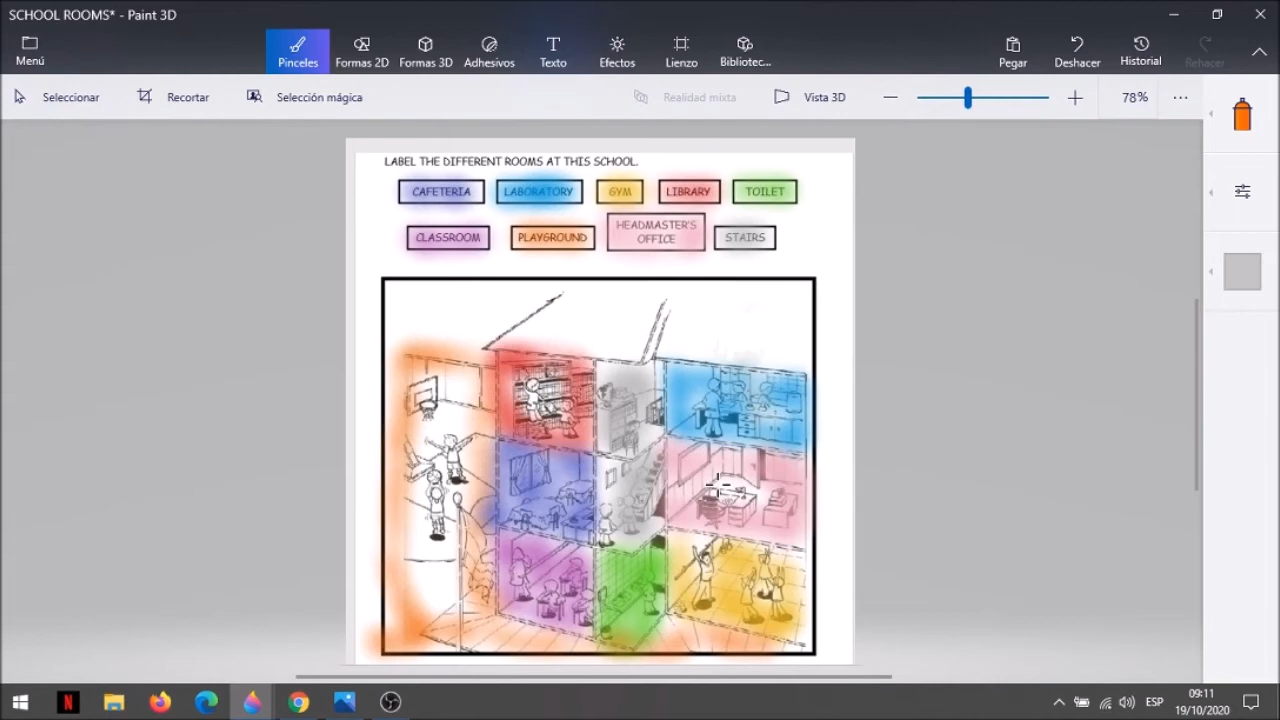 SCHOOL ROOMS* - Paint 3D
Menú
Pinceles
Formas 2D
Formas 3D
Adhesivos
Texto
Efectos
Lienzo
Bibliotec...
Pegar
Deshacer
Historial
Rehacer
Seleccionar
Recortar
Selección mágica
Realidad mixta
Vista 3D
78%
LABEL THE DIFFERENT ROOMS AT THIS SCHOOL.
CAFETERIA
LABORATORY
GYM
LIBRARY
TOILET
CLASSROOM
PLAYGROUND
HEADMASTER'S
OFFICE
STAIRS
N
ESP
09:11
19/10/2020